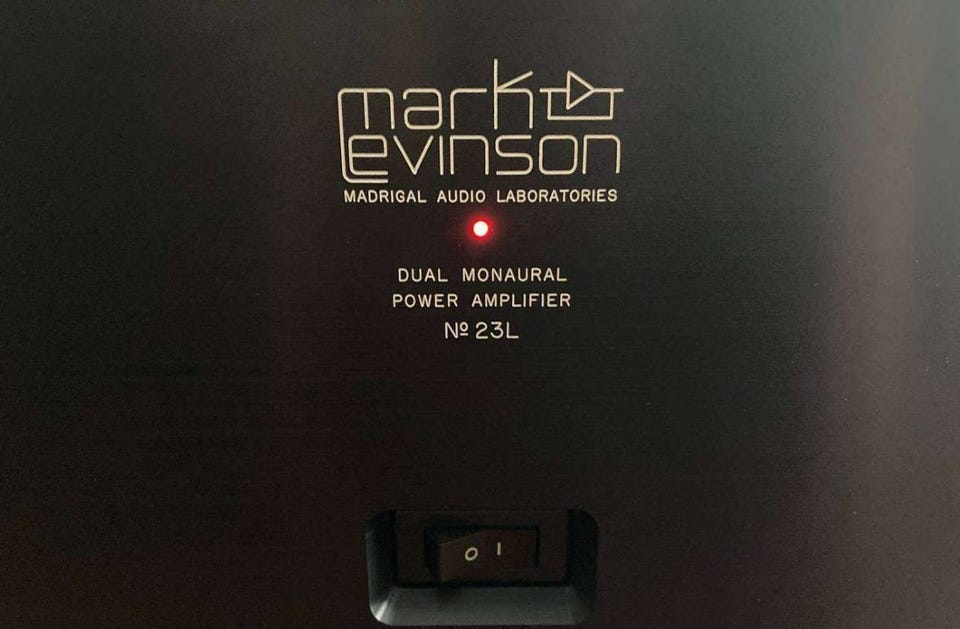 mark
levinson
MADRIGAL AUDIO LABORATORIES
DUAL MONAURAL
POWER AMPLIFIER
Nº 23L
O I